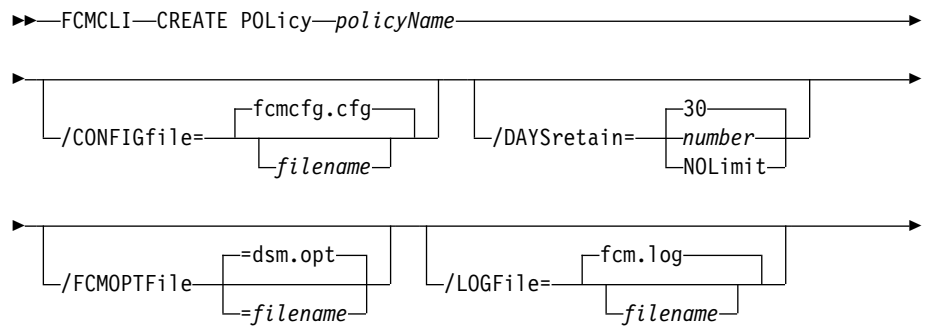 FCMCLI CREATE POLicy policyName
fcmcfg.cfg 30
/CONFIGfile= /DAYSretain= number
filename NOLimit
=dsm.opt fcm.log
/FCMOPTFile /LOGFile=
=filename filename